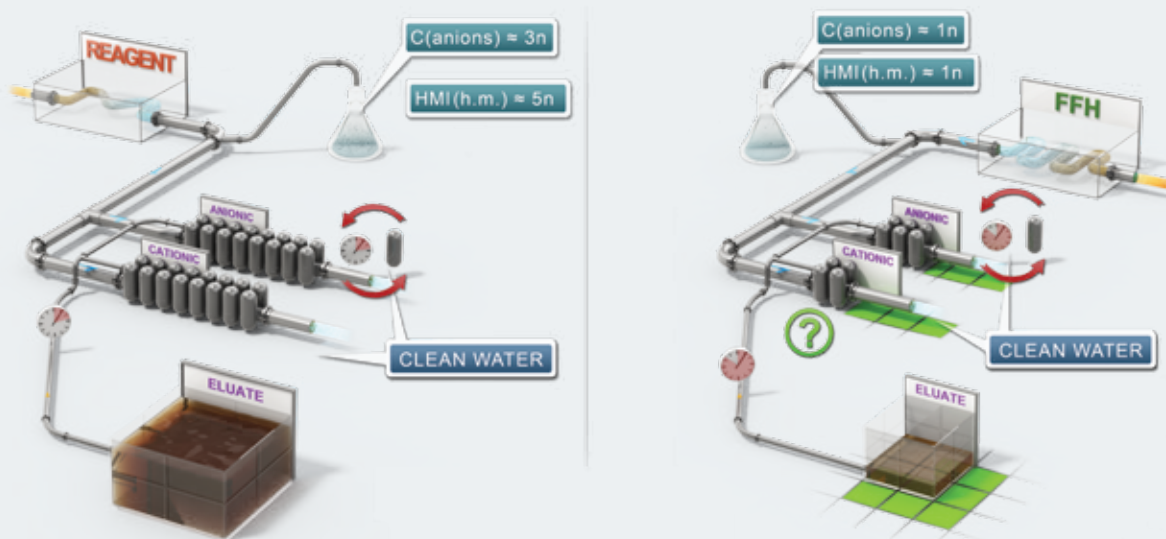 REAGENT
C(anions) ≈ 3n
HMI(h.m.) ≈ 5n
ANIONIC
CATIONIC
CLEAN WATER
ELUATE
C(anions) ≈ 1n
HMI(h.m.) ≈ 1n
FFH
ANIONIC
CATIONIC
?
CLEAN WATER
ELUATE